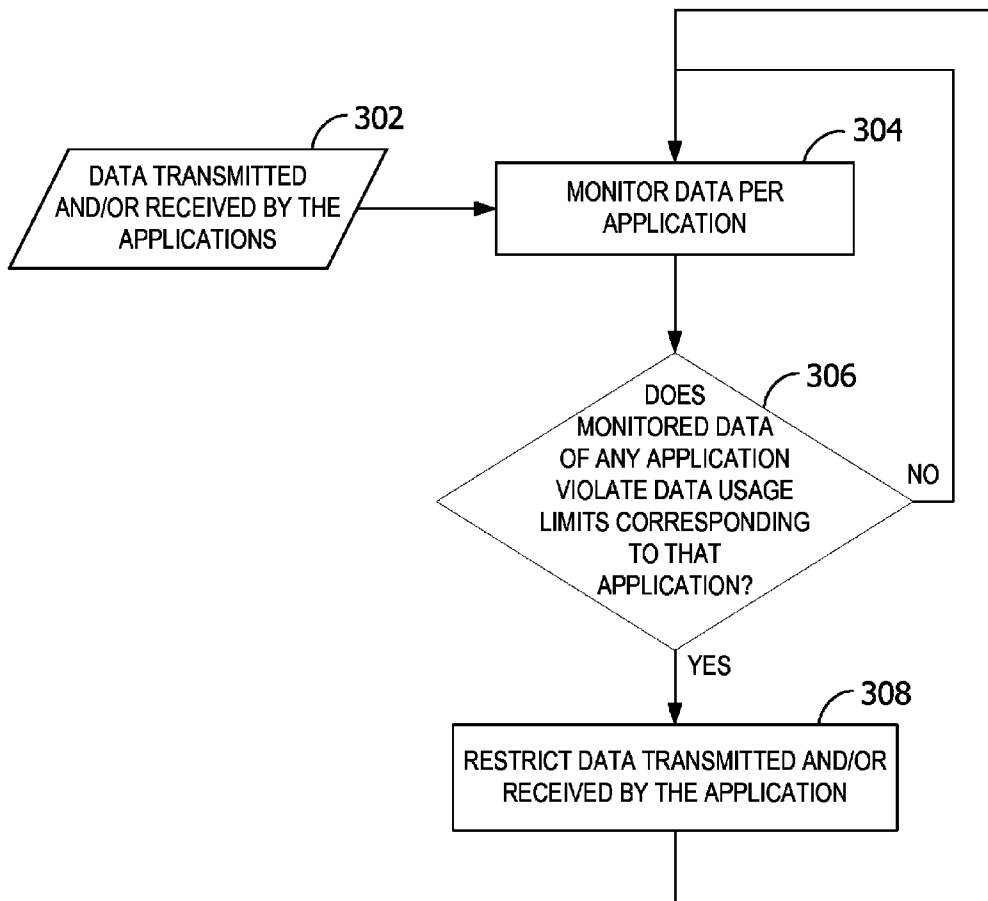 302
DATA TRANSMITTED
AND/OR RECEIVED BY THE
APPLICATIONS
304
MONITOR DATA PER
APPLICATION
306
DOES
MONITORED DATA
OF ANY APPLICATION
VIOLATE DATA USAGE
LIMITS CORRESPONDING
TO THAT
APPLICATION?
NO
YES
308
RESTRICT DATA TRANSMITTED AND/OR
RECEIVED BY THE APPLICATION